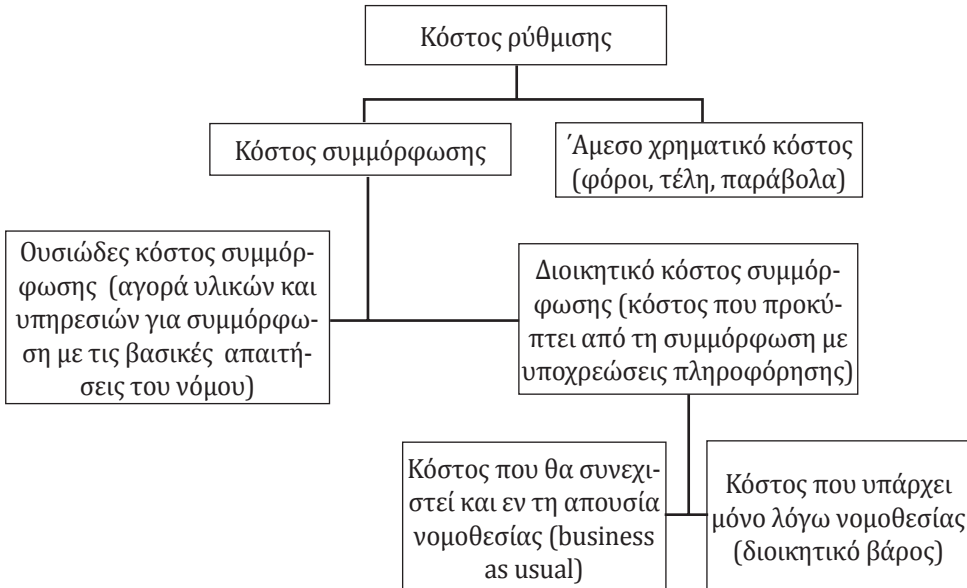 Κόστος ρύθμισης
Κόστος συμμόρφωσης
Άμεσο χρηματικό κόστος
(φόροι, τέλη, παράβολα)
Ουσιώδες κόστος συμμόρ-
φωσης (αγορά υλικών και
υπηρεσιών για συμμόρφω-
ση με τις βασικές απαιτή-
σεις του νόμου)
Διοικητικό κόστος συμμόρ-
φωσης (κόστος που προκύ-
πτει από τη συμμόρφωση με
υποχρεώσεις πληροφόρησης)
Κόστος που θα συνεχι-
στεί και εν τη απουσία
νομοθεσίας (business
as usual)
Κόστος που υπάρχει
μόνο λόγω νομοθεσίας
(διοικητικό βάρος)